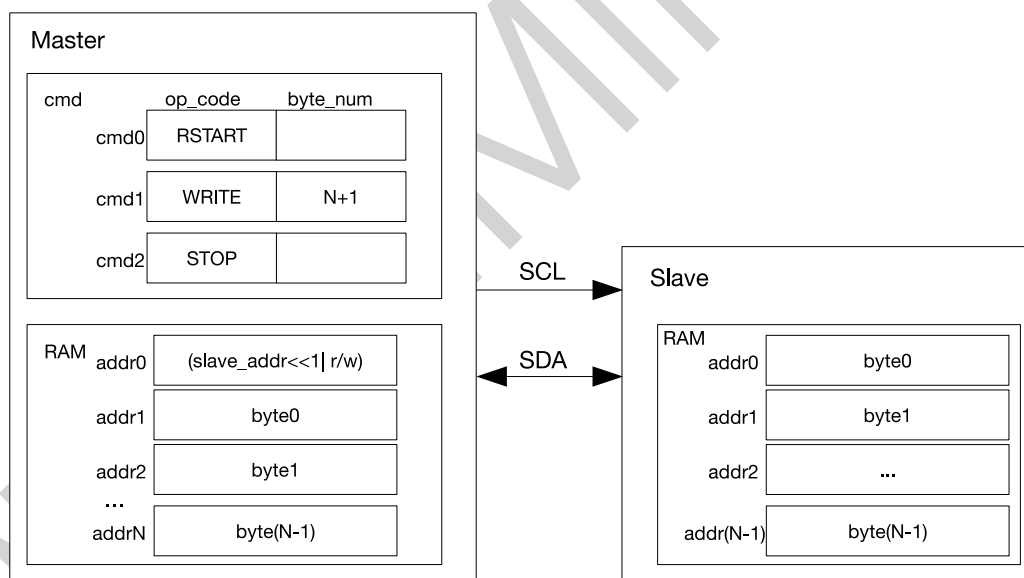 Master
cmd op_code byte_num
cmd0 RSTART
cmd1 WRITE N+1
cmd2 STOP
SCL
SDA
RAM
addr0 (slave_addr<<1| r/w)
addr1 byte0
addr2 byte1
...
addrN byte(N-1)
Slave
RAM
addr0 byte0
addr1 byte1
addr2 ...
addr(N-1) byte(N-1)